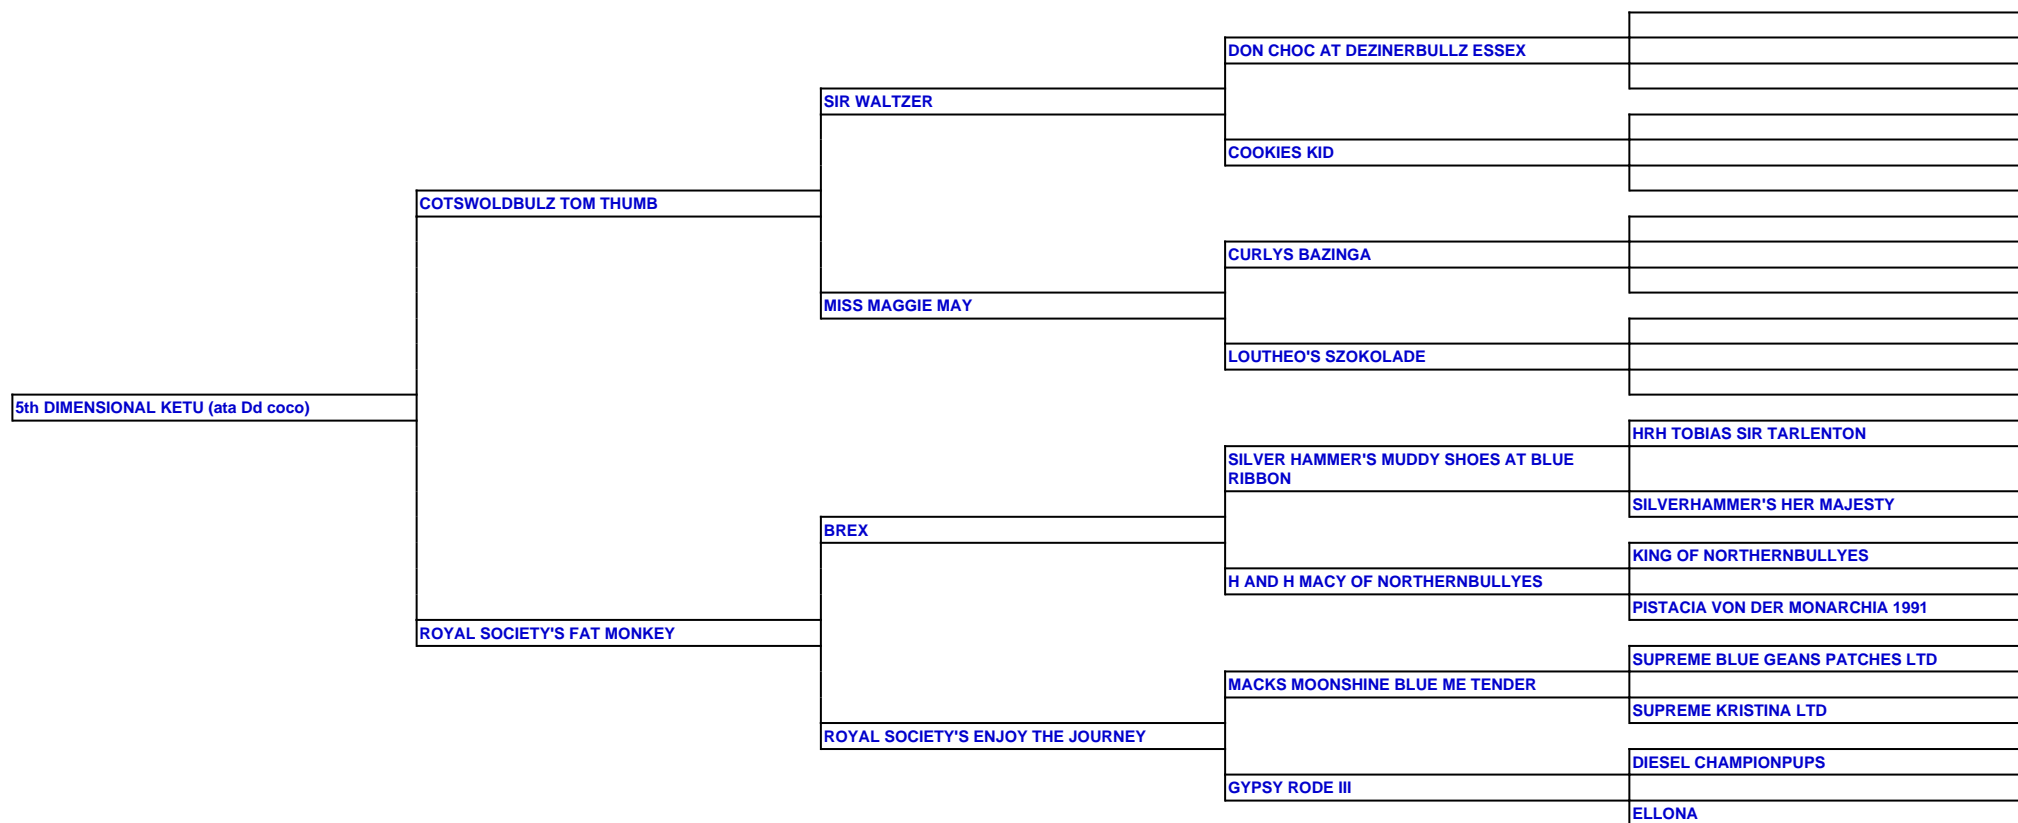 DON CHOC AT DEZINERBULLZ ESSEX
SIR WALTZER
COOKIES KID
COTSWOLDBULZ TOM THUMB
CURLYS BAZINGA
MISS MAGGIE MAY
LOUTHEO'S SZOKOLADE
5th DIMENSIONAL KETU (ata Dd coco)
HRH TOBIAS SIR TARLENTON
SILVER HAMMER'S MUDDY SHOES AT BLUE
RIBBON
SILVERHAMMER'S HER MAJESTY
BREX
KING OF NORTHERNBULLYES
H AND H MACY OF NORTHERNBULLYES
PISTACIA VON DER MONARCHIA 1991
ROYAL SOCIETY'S FAT MONKEY
SUPREME BLUE GEANS PATCHES LTD
MACKS MOONSHINE BLUE ME TENDER
SUPREME KRISTINA LTD
ROYAL SOCIETY'S ENJOY THE JOURNEY
DIESEL CHAMPIONPUPS
GYPSY RODE III
ELLONA